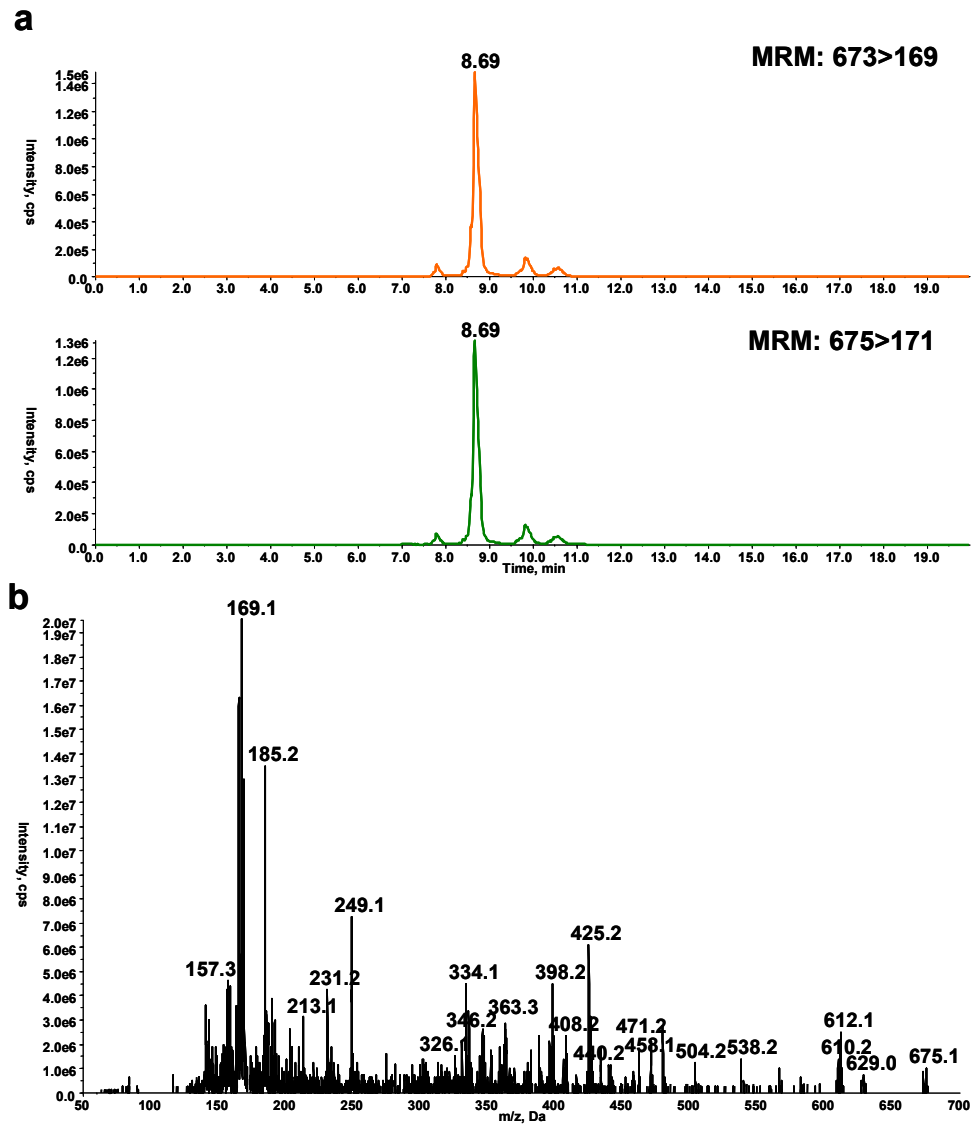 a
MRM: 673>169
8.69
1.5e6
1.4e6
1.2e6
1.0e6
8.0e5
6.0e5
4.0e5
2.0e5
0.0
Intensity, cps
0.0 1.0 2.0 3.0 4.0 5.0 6.0 7.0 8.0 9.0 10.0 11.0 12.0 13.0 14.0 15.0 16.0 17.0 18.0 19.0
MRM: 675>171
8.69
1.3e6
1.2e6
1.0e6
8.0e5
6.0e5
4.0e5
2.0e5
0.0
Intensity, cps
0.0 1.0 2.0 3.0 4.0 5.0 6.0 7.0 8.0 9.0 10.0 11.0 12.0 13.0 14.0 15.0 16.0 17.0 18.0 19.0
Time, min
b
169.1
2.0e7
1.9e7
1.8e7
1.7e7
1.6e7
1.5e7
1.4e7
1.3e7
1.2e7
1.1e7
1.0e7
9.0e6
8.0e6
7.0e6
6.0e6
5.0e6
4.0e6
3.0e6
2.0e6
1.0e6
0.0
Intensity, cps
185.2
249.1
425.2
157.3
231.2
334.1
398.2
213.1
363.3
346.2
408.2
471.2
612.1
326.1
440.2
458.1
504.2
538.2
610.2
629.0
675.1
50 100 150 200 250 300 350 400 450 500 550 600 650 700
m/z, Da